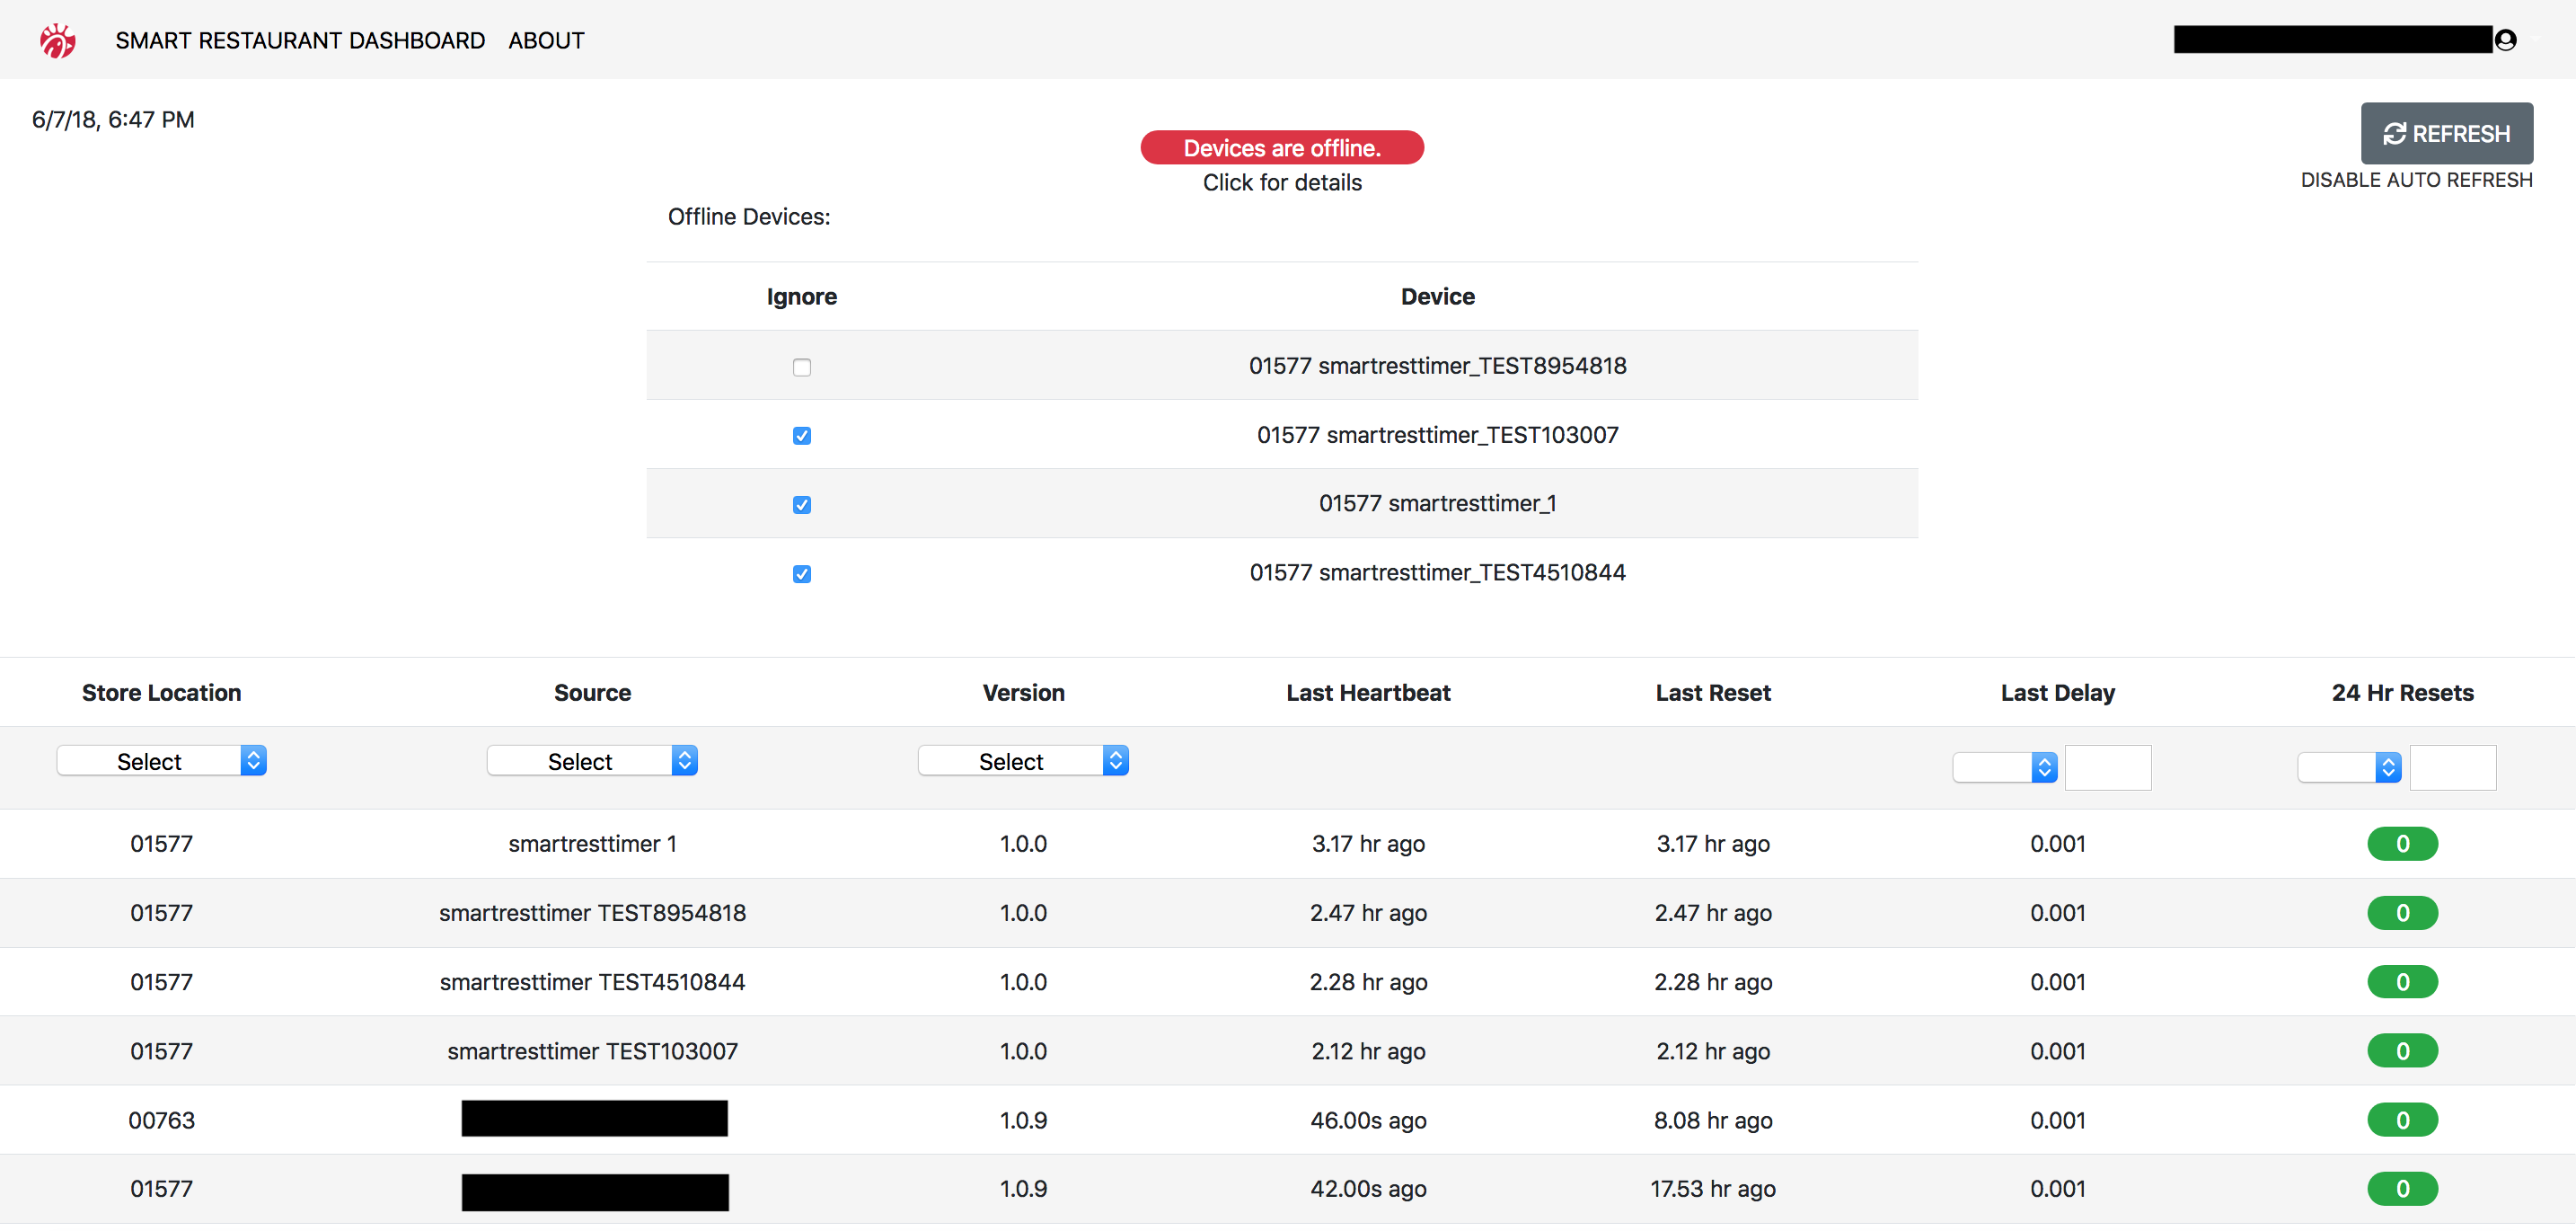 SMART RESTAURANT DASHBOARD ABOUT
6/7/18, 6:47 PM
REFRESH
Devices are offline.
DISABLE AUTO REFRESH
Click for details
Offline Devices:
Ignore Device
01577 smartresttimer_TEST8954818
01577 smartresttimer_TEST103007
01577 smartresttimer_1
01577 smartresttimer_TEST4510844
Store Location Source Version Last Heartbeat Last Reset Last Delay 24 Hr Resets
Select Select Select
01577 smartresttimer 1 1.0.0 3.17 hr ago 3.17 hr ago 0.001 0
01577 smartresttimer TEST8954818 1.0.0 2.47 hr ago 2.47 hr ago 0.001 0
01577 smartresttimer TEST4510844 1.0.0 2.28 hr ago 2.28 hr ago 0.001 0
01577 smartresttimer TEST103007 1.0.0 2.12 hr ago 2.12 hr ago 0.001 0
00763 1.0.9 46.00s ago 8.08 hr ago 0.001 0
01577 1.0.9 42.00s ago 17.53 hr ago 0.001 0